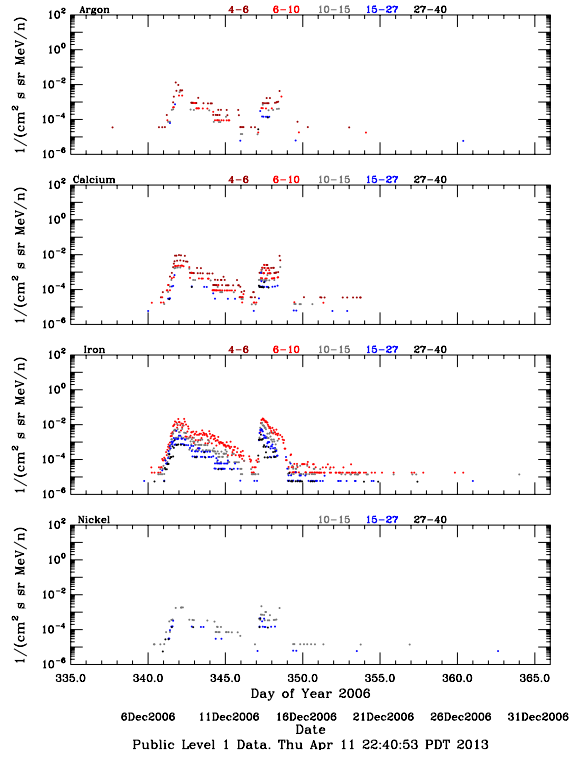 Argon 4-6 6-10 10-15 15-27 27-40
10² 10⁰ 10⁻² 10⁻⁴ 10⁻⁶
1/(cm² s sr MeV/n)
Calcium 4-6 6-10 10-15 15-27 27-40
10² 10⁰ 10⁻² 10⁻⁴ 10⁻⁶
1/(cm² s sr MeV/n)
Iron 4-6 6-10 10-15 15-27 27-40
10² 10⁰ 10⁻² 10⁻⁴ 10⁻⁶
1/(cm² s sr MeV/n)
Nickel 10-15 15-27 27-40
10² 10⁰ 10⁻² 10⁻⁴ 10⁻⁶
1/(cm² s sr MeV/n)
335.0 340.0 345.0 350.0 355.0 360.0 365.0
Day of Year 2006
6Dec2006 11Dec2006 16Dec2006 21Dec2006 26Dec2006 31Dec2006
Date
Public Level 1 Data. Thu Apr 11 22:40:53 PDT 2013